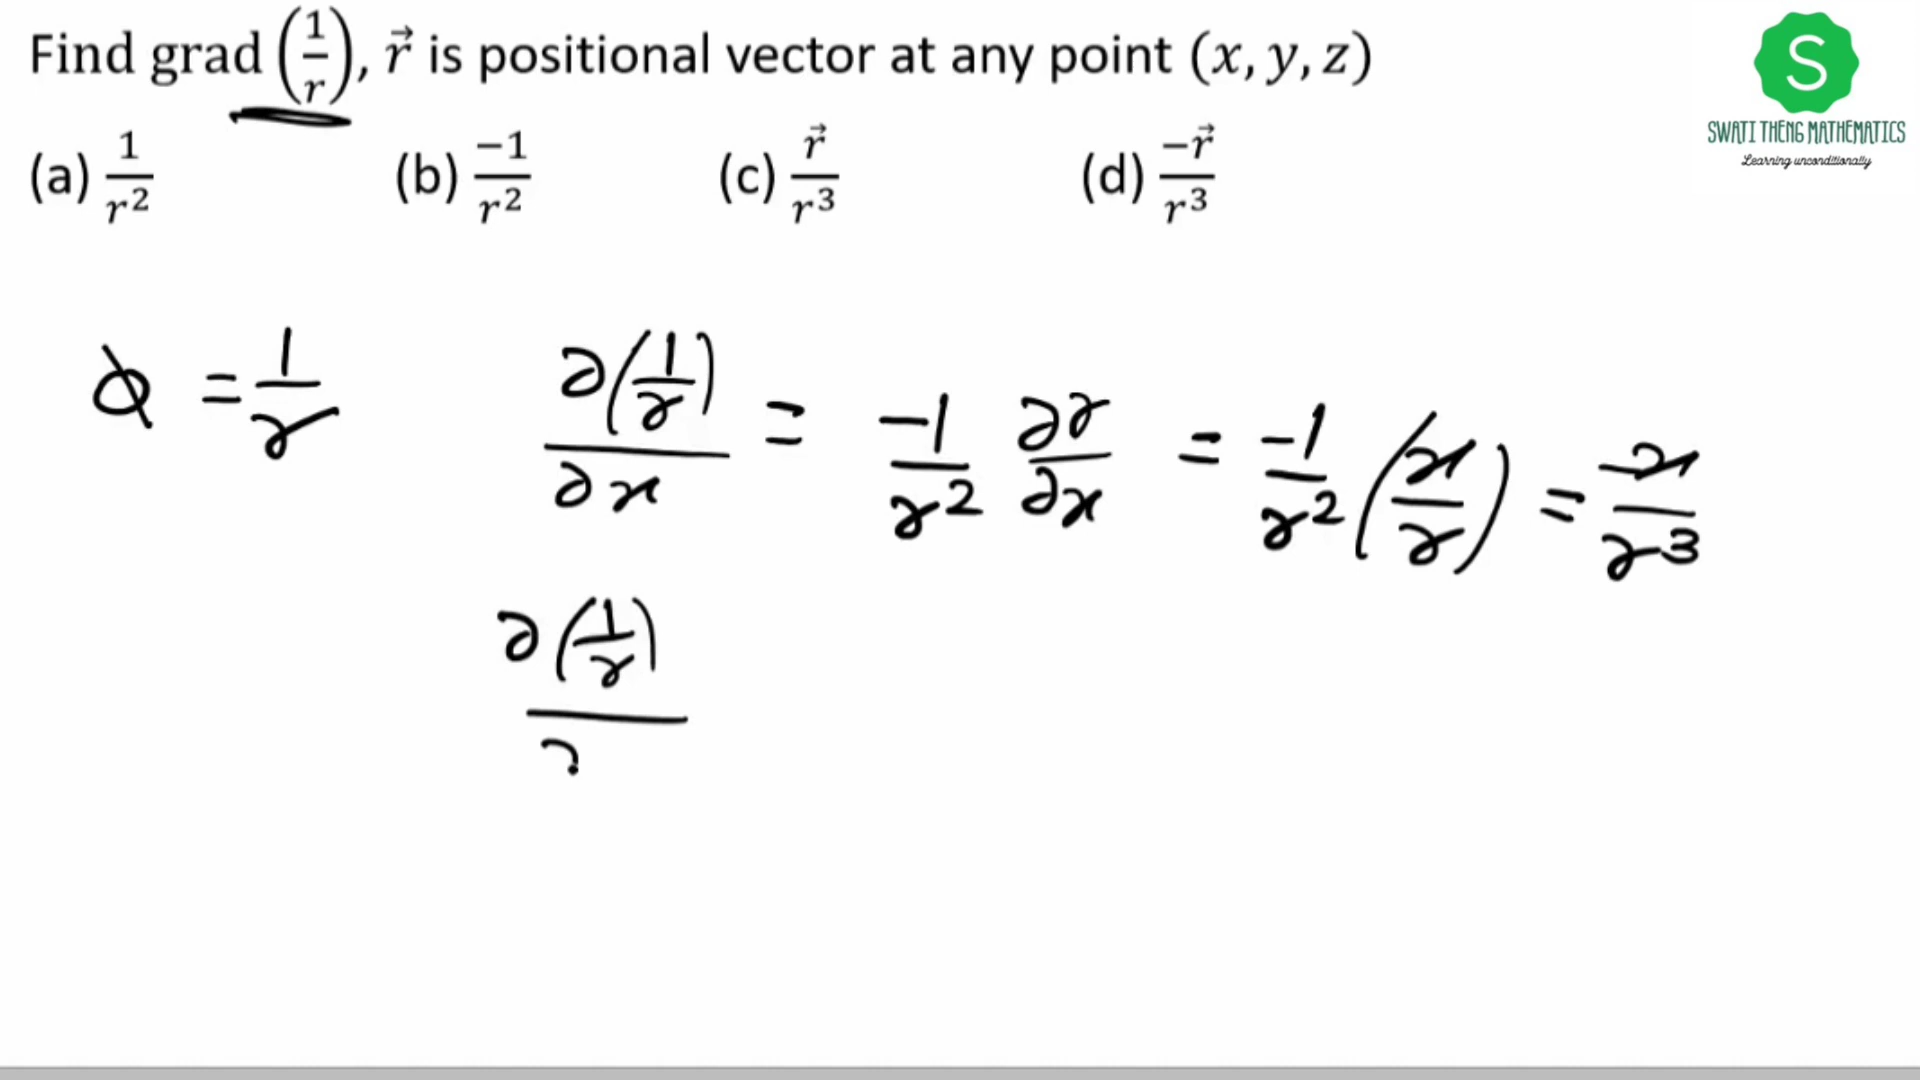 Find grad (1/r), r⃗ is positional vector at any point (x, y, z)
(a) 1/r² (b) −1/r² (c) r⃗/r³ (d) −r⃗/r³
S
SWATI THENG MATHEMATICS
Learning unconditionally
ϕ = 1/r
∂(1/r)/∂x = −1/r² ∂r/∂x = −1/r² (x/r) = −x/r³
∂(1/r)/